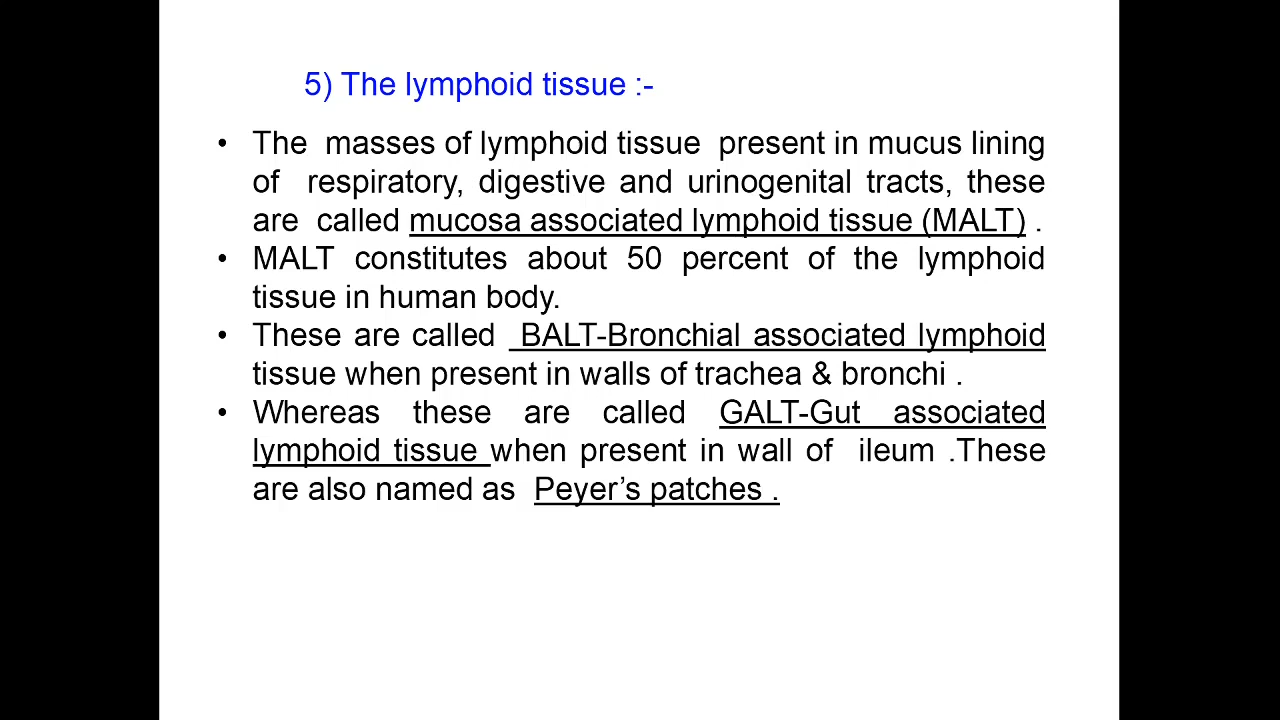 5) The lymphoid tissue :-
• The masses of lymphoid tissue present in mucus lining
of respiratory, digestive and urinogenital tracts, these
are called mucosa associated lymphoid tissue (MALT) .
• MALT constitutes about 50 percent of the lymphoid
tissue in human body.
• These are called BALT-Bronchial associated lymphoid
tissue when present in walls of trachea & bronchi .
• Whereas these are called GALT-Gut associated
lymphoid tissue when present in wall of ileum .These
are also named as Peyer’s patches .